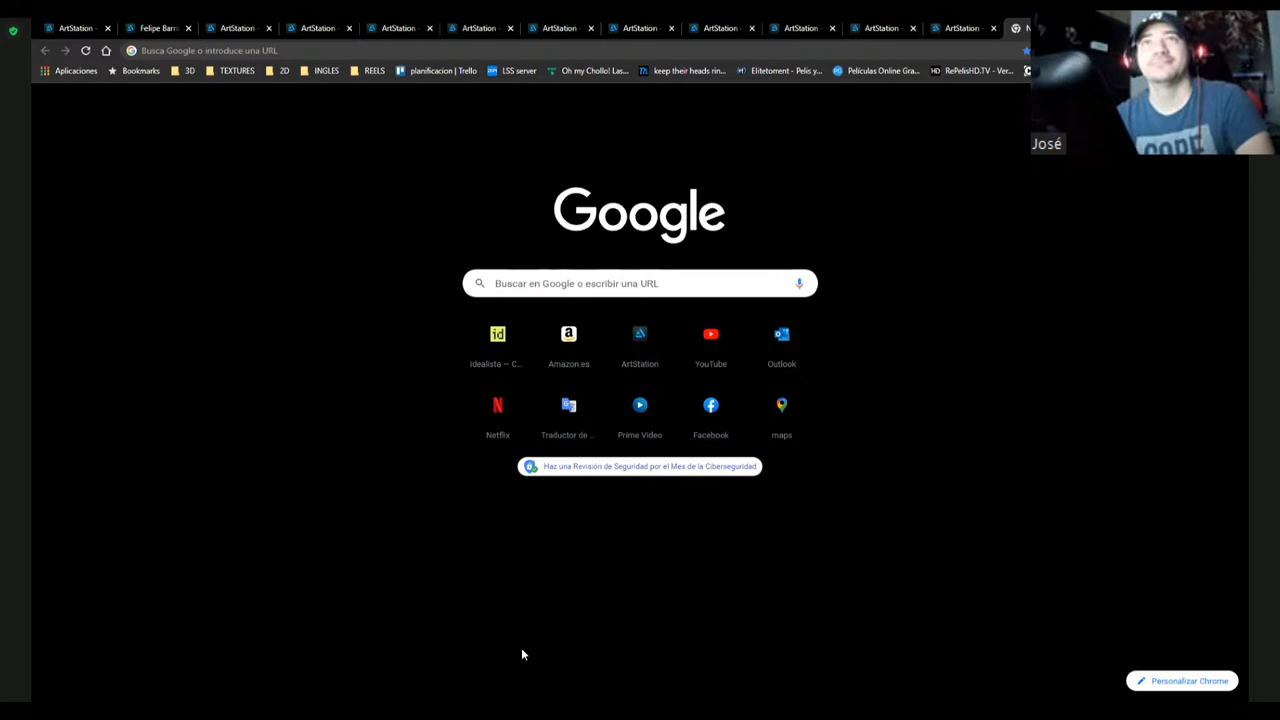 ArtStation - Felipe Barri ArtStation - ArtStation - ArtStation - ArtStation - ArtStation - ArtStation - ArtStation - ArtStation - ArtStation - ArtStation -
Busca Google o introduce una URL
Aplicaciones Bookmarks 3D TEXTURES 2D INGLES REELS planificacion | Trello LSS server Oh my Chollo! Las... keep their heads rin... Elitetorrent - Pelis y... Películas Online Gra... RePelisHD.TV - Ver...
José
Google
Buscar en Google o escribir una URL
Idealista — C... Amazon.es ArtStation YouTube Outlook
Netflix Traductor de ... Prime Video Facebook maps
Haz una Revisión de Seguridad por el Mes de la Ciberseguridad
Personalizar Chrome